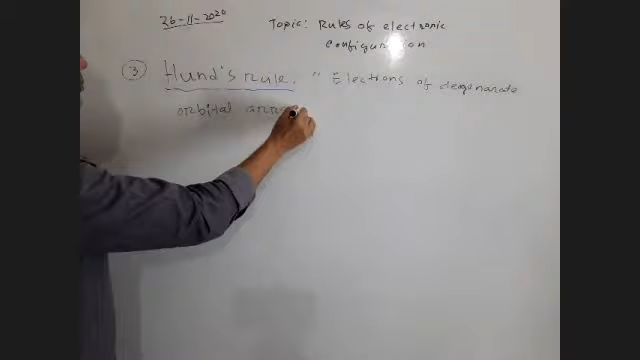 26-11-2020
Topic: Rules of electronic
configuration
3 Hund's rule. " Electrons of degenarate
orbital